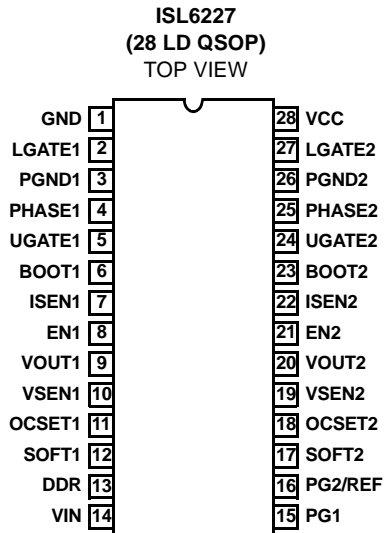 ISL6227
(28 LD QSOP)
TOP VIEW
GND 1 28 VCC
LGATE1 2 27 LGATE2
PGND1 3 26 PGND2
PHASE1 4 25 PHASE2
UGATE1 5 24 UGATE2
BOOT1 6 23 BOOT2
ISEN1 7 22 ISEN2
EN1 8 21 EN2
VOUT1 9 20 VOUT2
VSEN1 10 19 VSEN2
OCSET1 11 18 OCSET2
SOFT1 12 17 SOFT2
DDR 13 16 PG2/REF
VIN 14 15 PG1